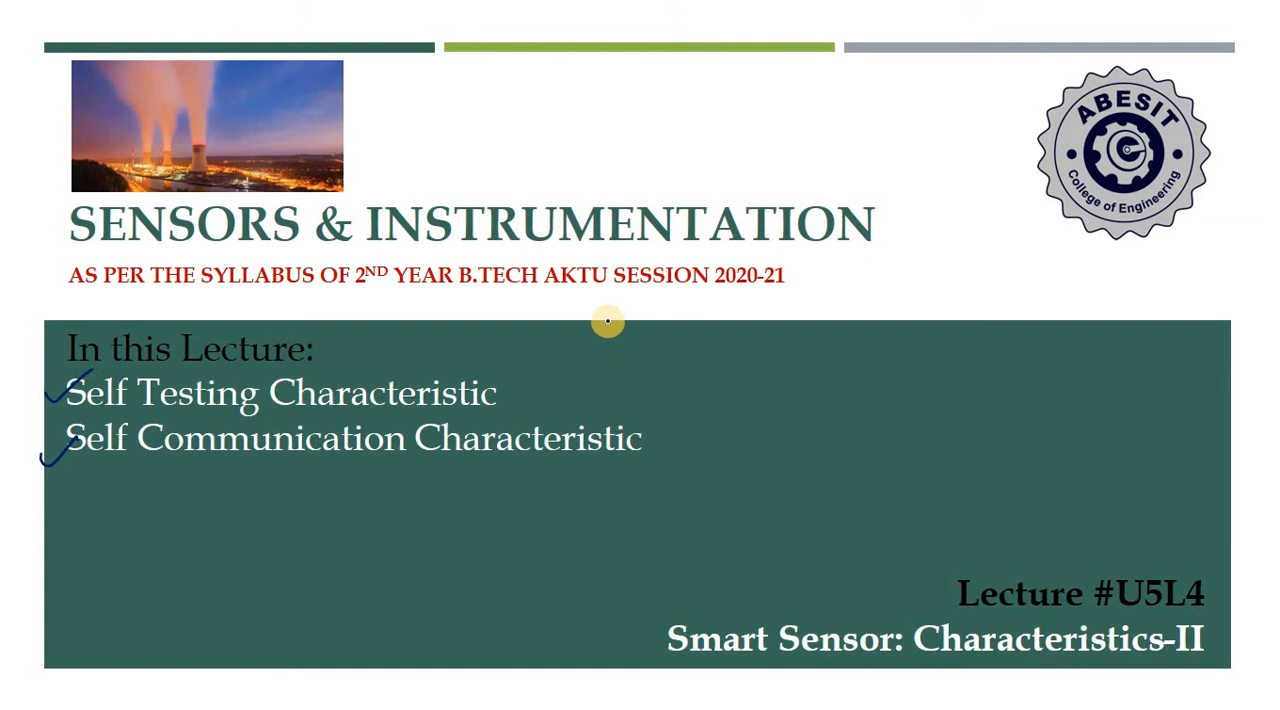 ABESIT
College of Engineering
SENSORS & INSTRUMENTATION
AS PER THE SYLLABUS OF 2ND YEAR B.TECH AKTU SESSION 2020-21
In this Lecture:
Self Testing Characteristic
Self Communication Characteristic
Lecture #U5L4
Smart Sensor: Characteristics-II